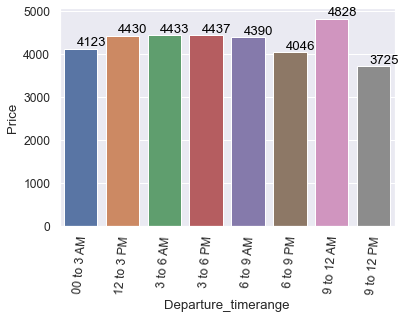 5000
4000
3000
2000
1000
0
Price
4123
4430
4433
4437
4390
4046
4828
3725
00 to 3 AM
12 to 3 PM
3 to 6 AM
3 to 6 PM
6 to 9 AM
6 to 9 PM
9 to 12 AM
9 to 12 PM
Departure_timerange